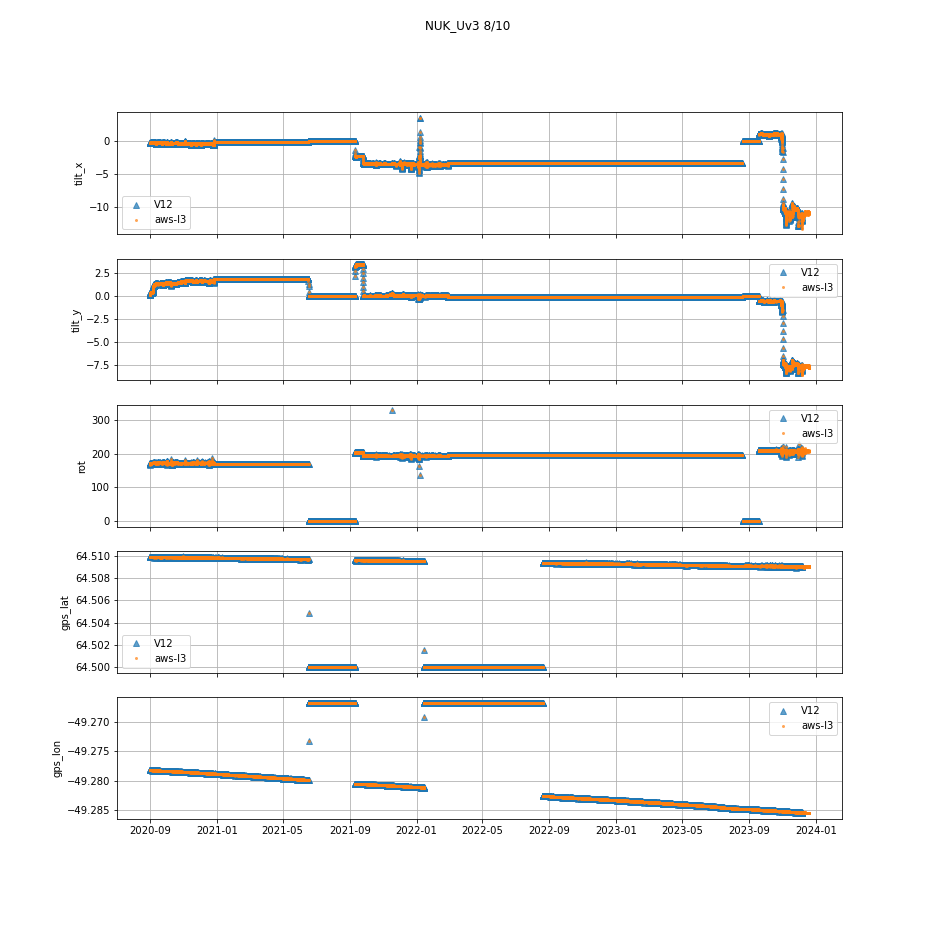 NUK_Uv3 8/10
tilt_x
0
−5
−10
V12
aws-l3
tilt_y
2.5
0.0
−2.5
−5.0
−7.5
V12
aws-l3
rot
300
200
100
0
V12
aws-l3
gps_lat
64.510
64.508
64.506
64.504
64.502
64.500
V12
aws-l3
gps_lon
−49.270
−49.275
−49.280
−49.285
V12
aws-l3
2020-09 2021-01 2021-05 2021-09 2022-01 2022-05 2022-09 2023-01 2023-05 2023-09 2024-01